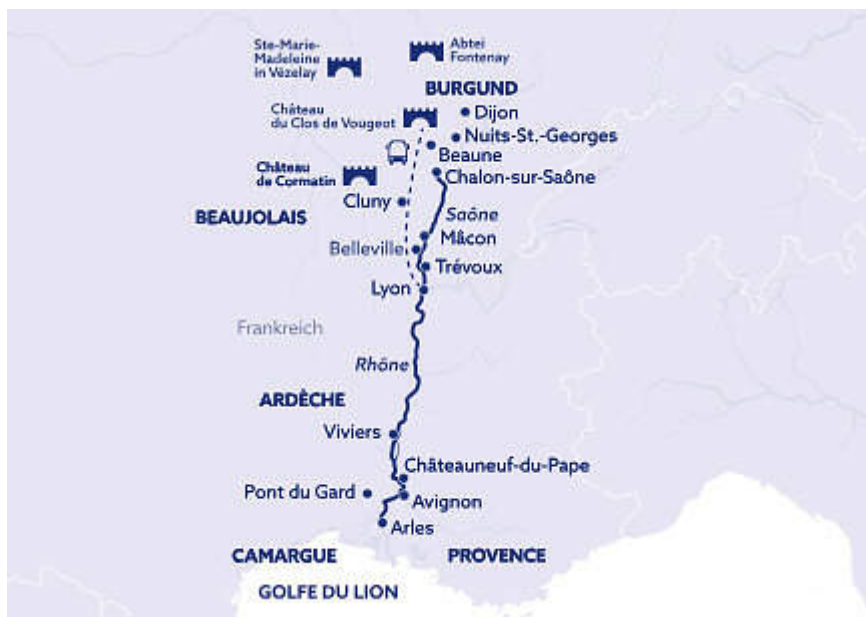 Ste-Marie-
Madeleine
in Vézelay
Abtei
Fontenay
BURGUND
Château
du Clos de Vougeot
Dijon
Nuits-St.-Georges
Beaune
Château
de Cormatin
Chalon-sur-Saône
Cluny
BEAUJOLAIS
Saône
Mâcon
Belleville
Trévoux
Lyon
Frankreich
Rhône
ARDÈCHE
Viviers
Châteauneuf-du-Pape
Pont du Gard
Avignon
Arles
CAMARGUE
PROVENCE
GOLFE DU LION